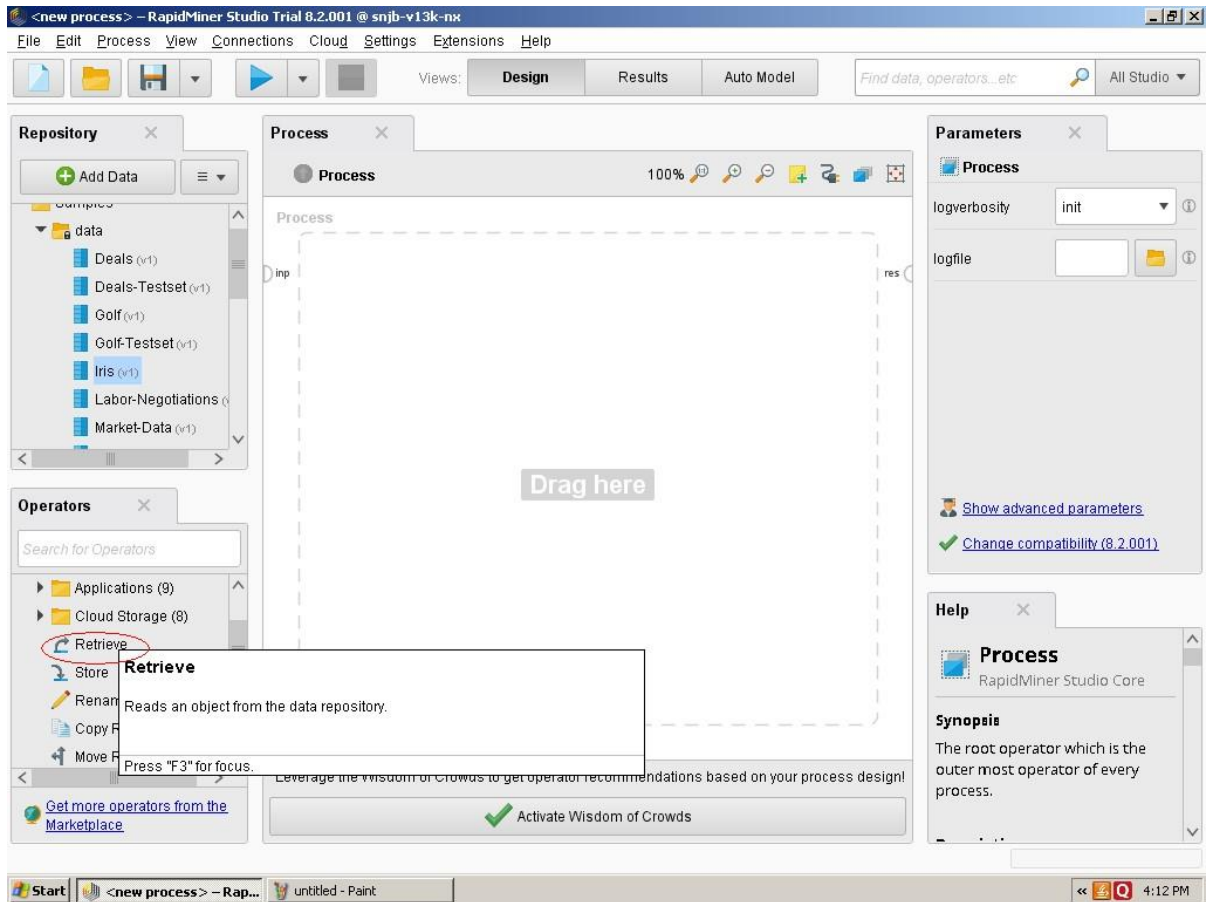 <new process> – RapidMiner Studio Trial 8.2.001 @ snjb-v13k-nx
File Edit Process View Connections Cloud Settings Extensions Help
Views: Design Results Auto Model Find data, operators...etc All Studio
Repository
Add Data
data
Deals (v1)
Deals-Testset (v1)
Golf (v1)
Golf-Testset (v1)
Iris (v1)
Labor-Negotiations
Market-Data (v1)
Operators
Search for Operators
Applications (9)
Cloud Storage (8)
Retrieve
Store
Renam
Copy R
Move R
Get more operators from the
Marketplace
Process
Process 100%
Process
inp res
Drag here
Retrieve
Reads an object from the data repository.
Press "F3" for focus.
Leverage the Wisdom of Crowds to get operator recommendations based on your process design!
Activate Wisdom of Crowds
Parameters
Process
logverbosity init
logfile
Show advanced parameters
Change compatibility (8.2.001)
Help
Process
RapidMiner Studio Core
Synopsis
The root operator which is the
outer most operator of every
process.
Start <new process> – Rap... untitled - Paint « 4:12 PM